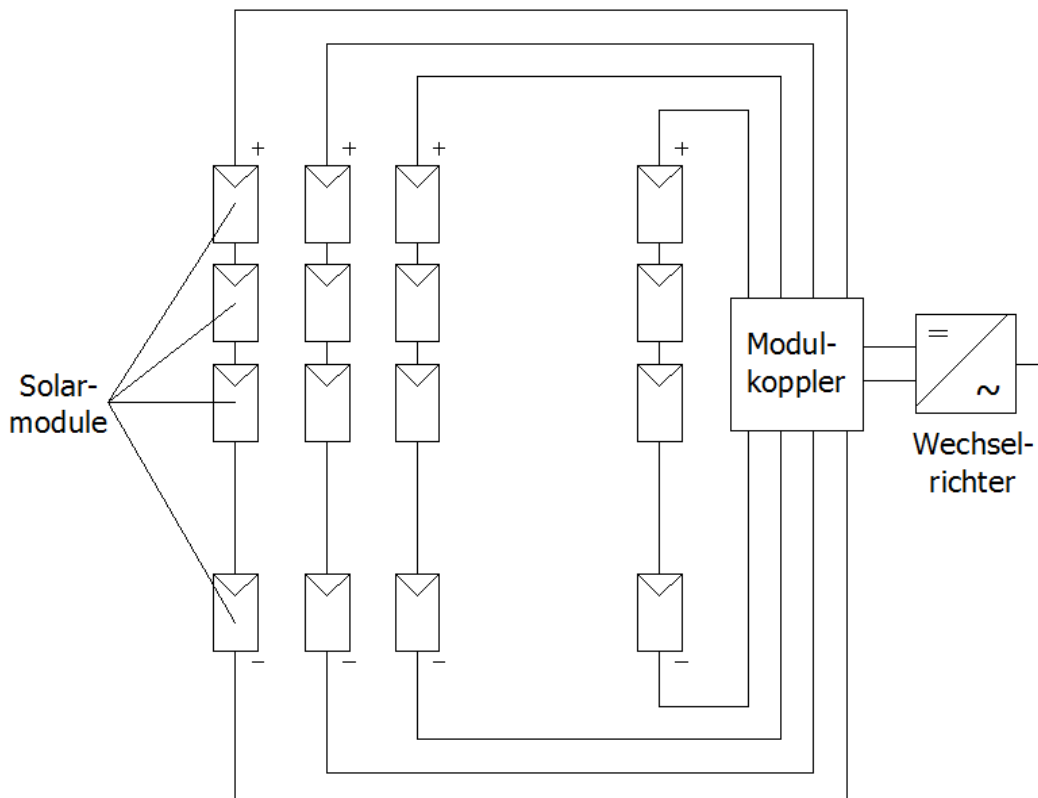 + + + +
Modul-
koppler
=
~
Solar-
module
Wechsel-
richter
– – – –